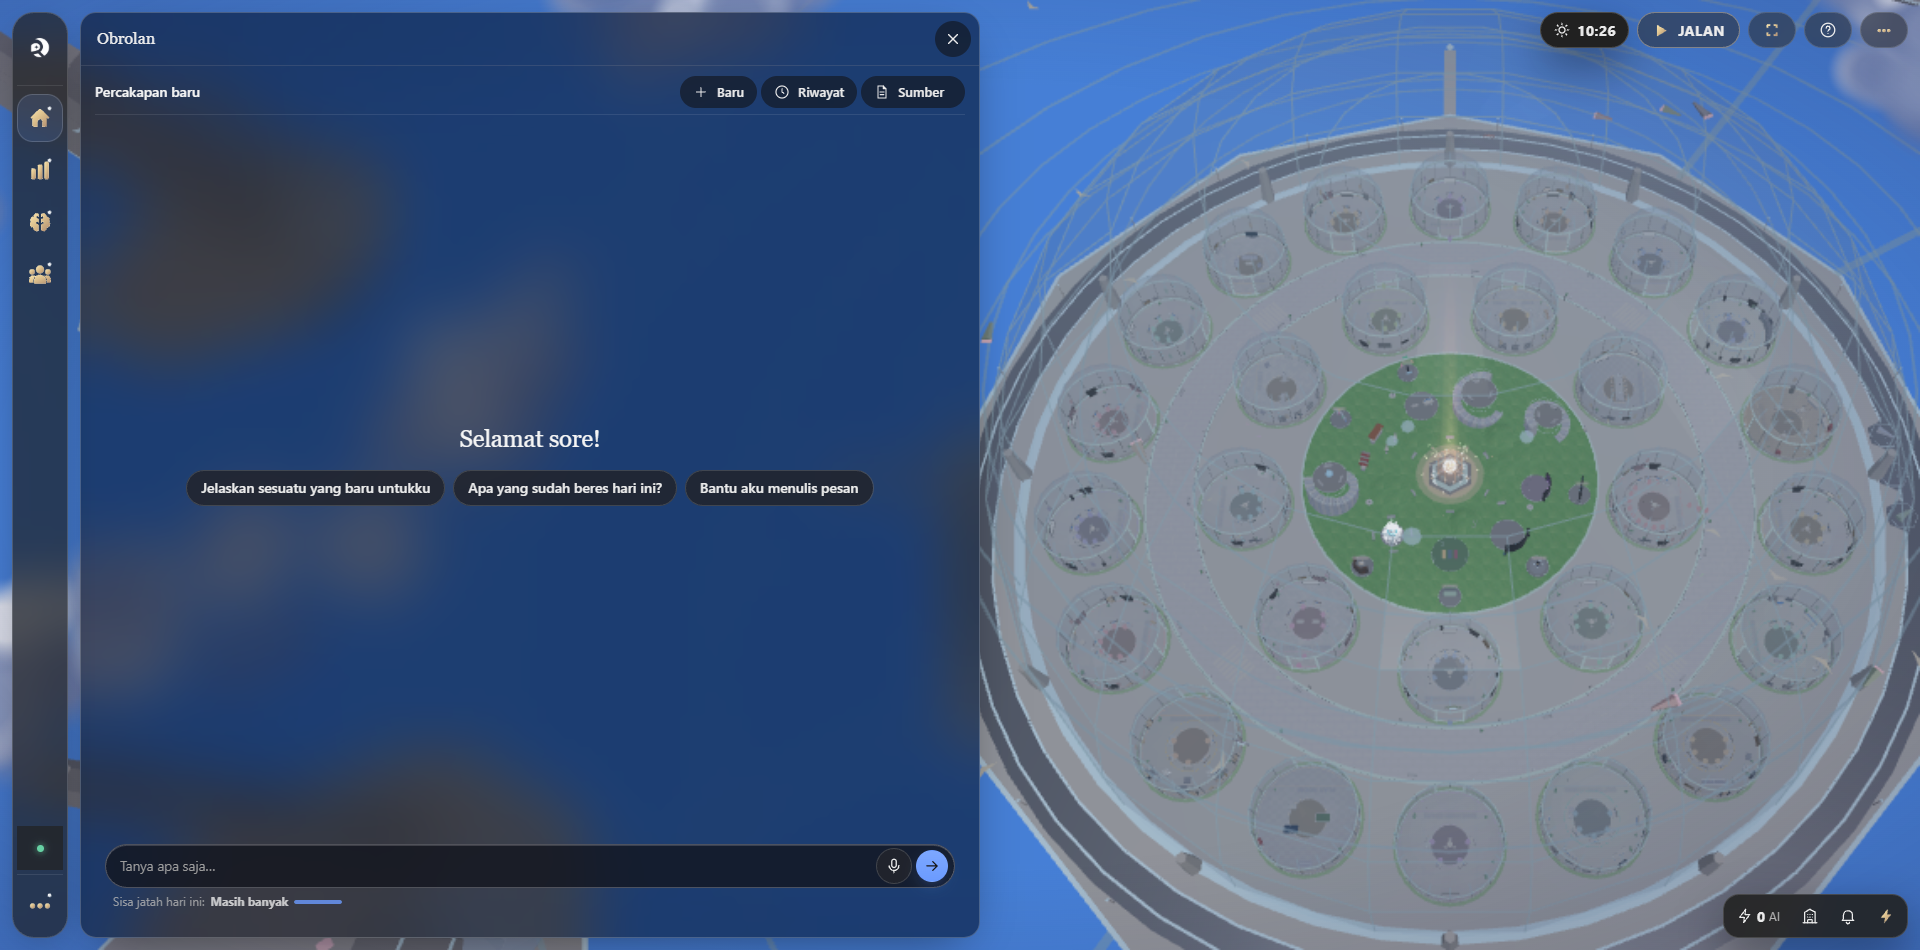 Obrolan
10:26
JALAN
Percakapan baru
Baru
Riwayat
Sumber
Selamat sore!
Jelaskan sesuatu yang baru untukku
Apa yang sudah beres hari ini?
Bantu aku menulis pesan
Tanya apa saja...
Sisa jatah hari ini: Masih banyak
0 AI